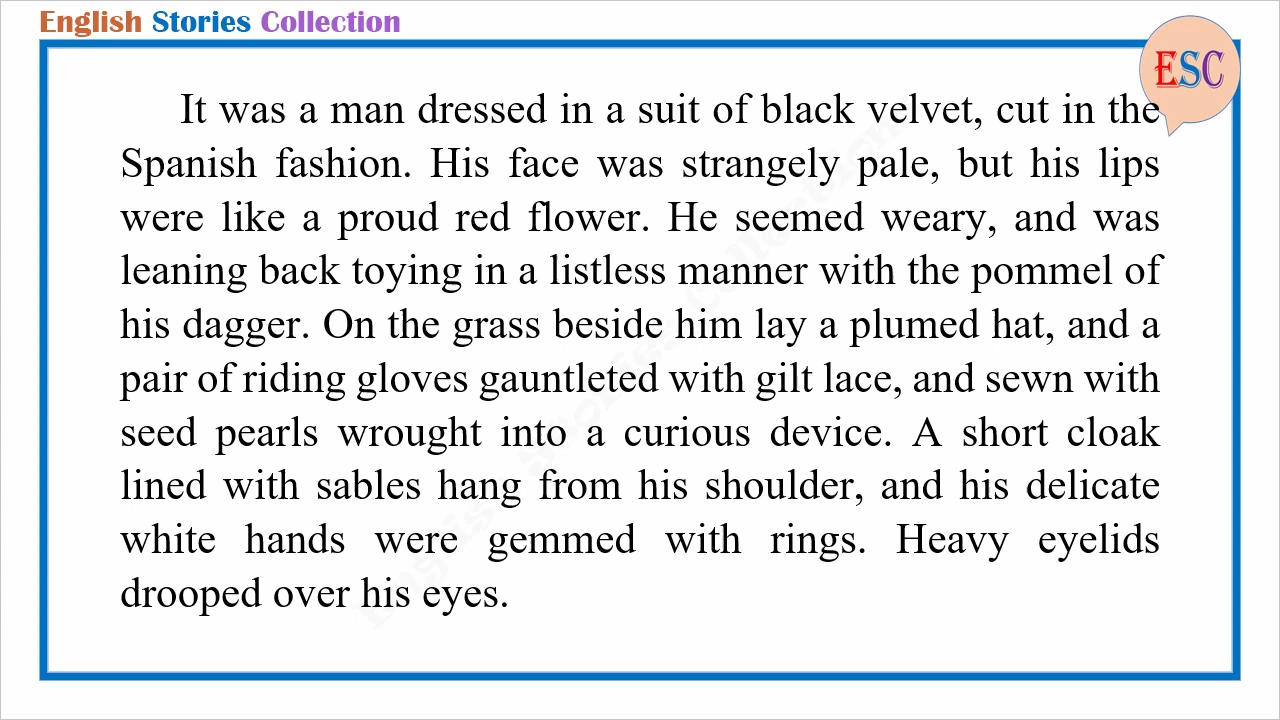 English Stories Collection
ESC
It was a man dressed in a suit of black velvet, cut in the
Spanish fashion. His face was strangely pale, but his lips
were like a proud red flower. He seemed weary, and was
leaning back toying in a listless manner with the pommel of
his dagger. On the grass beside him lay a plumed hat, and a
pair of riding gloves gauntleted with gilt lace, and sewn with
seed pearls wrought into a curious device. A short cloak
lined with sables hang from his shoulder, and his delicate
white hands were gemmed with rings. Heavy eyelids
drooped over his eyes.
English Stories Collection